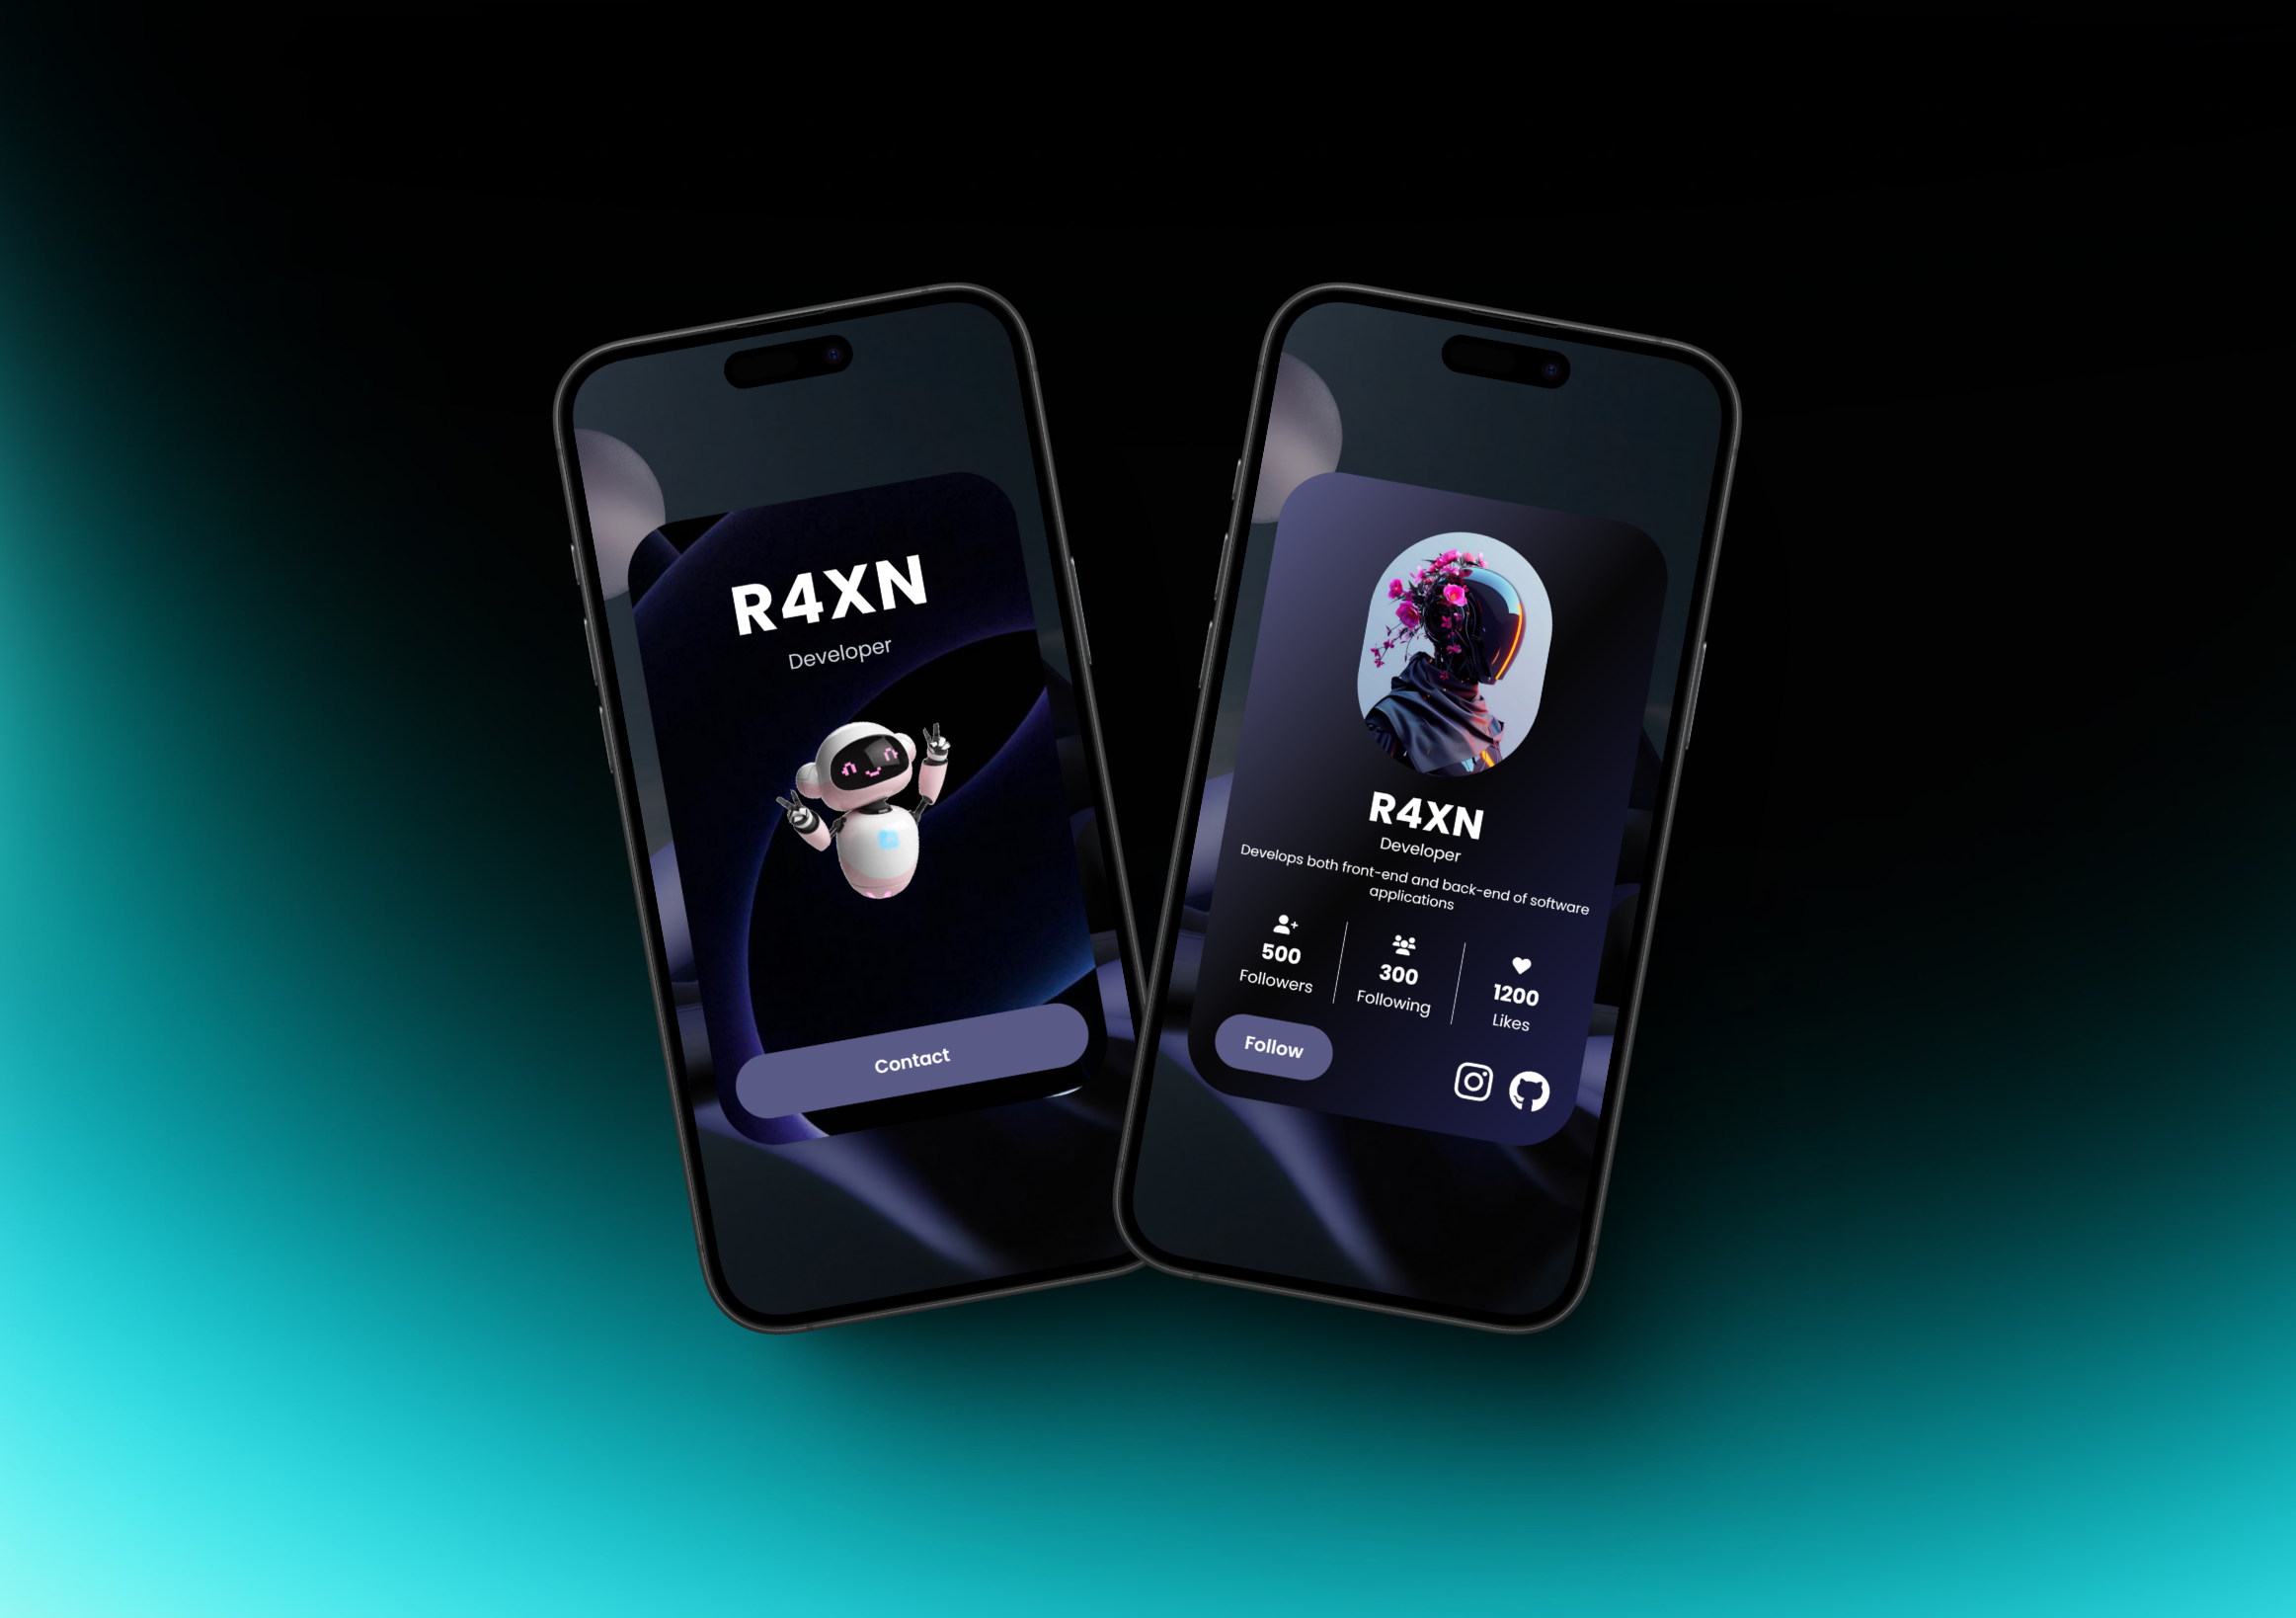 R4XN
Developer
Contact
R4XN
Developer
Develops both front-end and back-end of software
applications
500
Followers
300
Following
1200
Likes
Follow